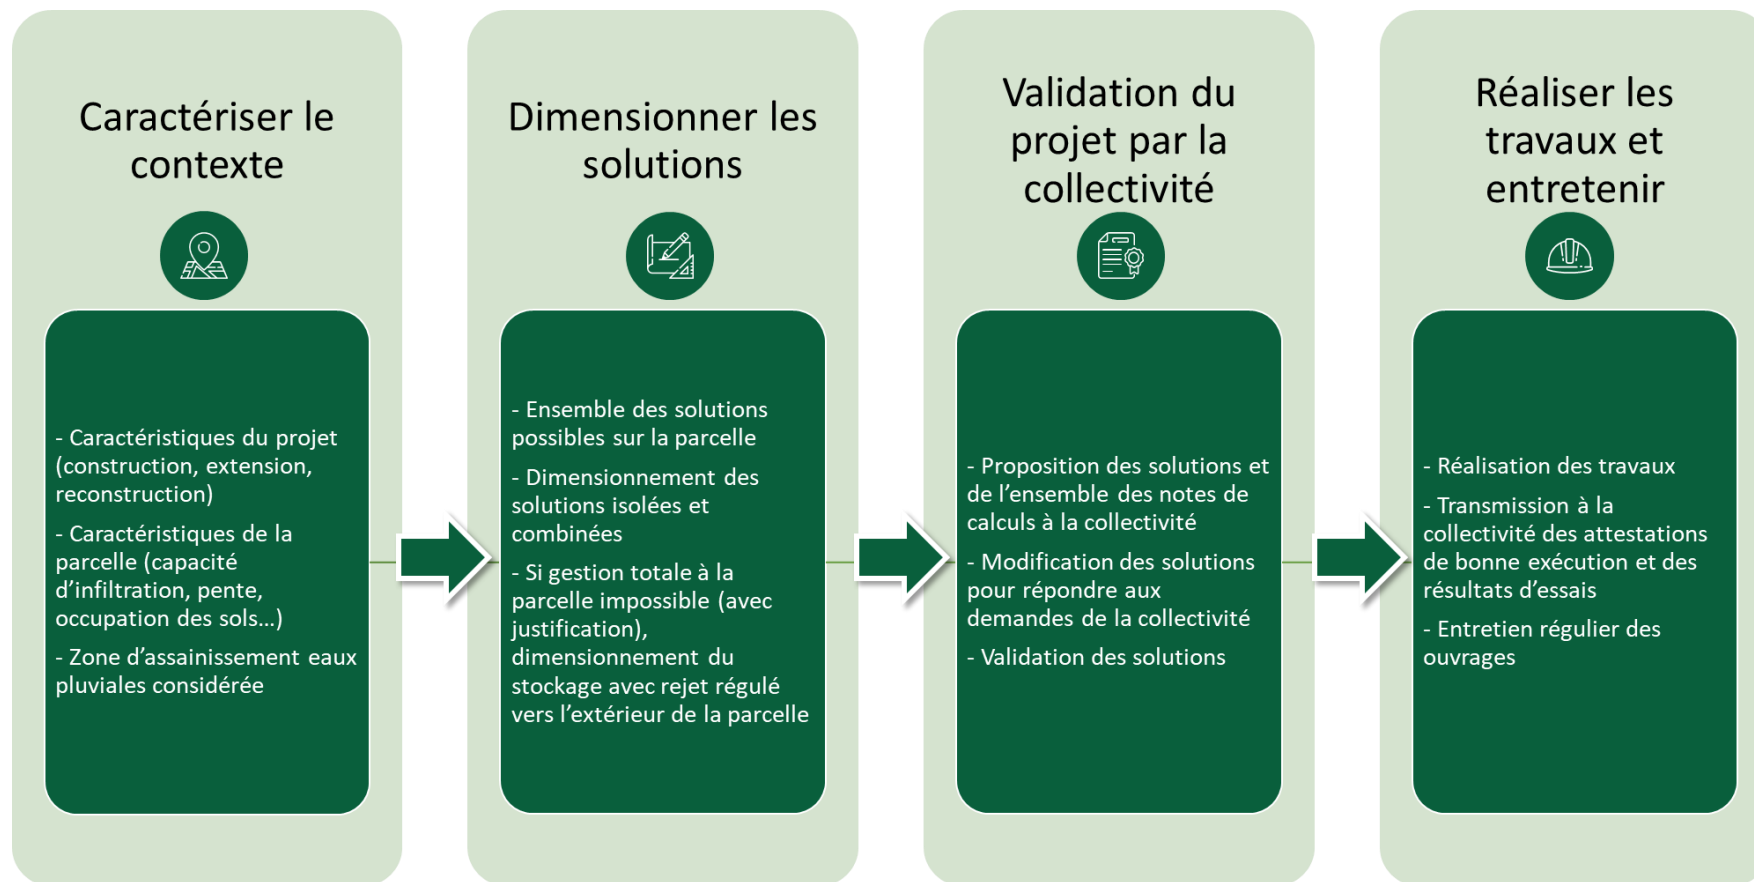 Caractériser le
contexte
- Caractéristiques du projet
(construction, extension,
reconstruction)
- Caractéristiques de la
parcelle (capacité
d’infiltration, pente,
occupation des sols…)
- Zone d’assainissement eaux
pluviales considérée
Dimensionner les
solutions
- Ensemble des solutions
possibles sur la parcelle
- Dimensionnement des
solutions isolées et
combinées
- Si gestion totale à la
parcelle impossible (avec
justification),
dimensionnement du
stockage avec rejet régulé
vers l’extérieur de la parcelle
Validation du
projet par la
collectivité
- Proposition des solutions et
de l’ensemble des notes de
calculs à la collectivité
- Modification des solutions
pour répondre aux
demandes de la collectivité
- Validation des solutions
Réaliser les
travaux et
entretenir
- Réalisation des travaux
- Transmission à la
collectivité des attestations
de bonne exécution et des
résultats d’essais
- Entretien régulier des
ouvrages